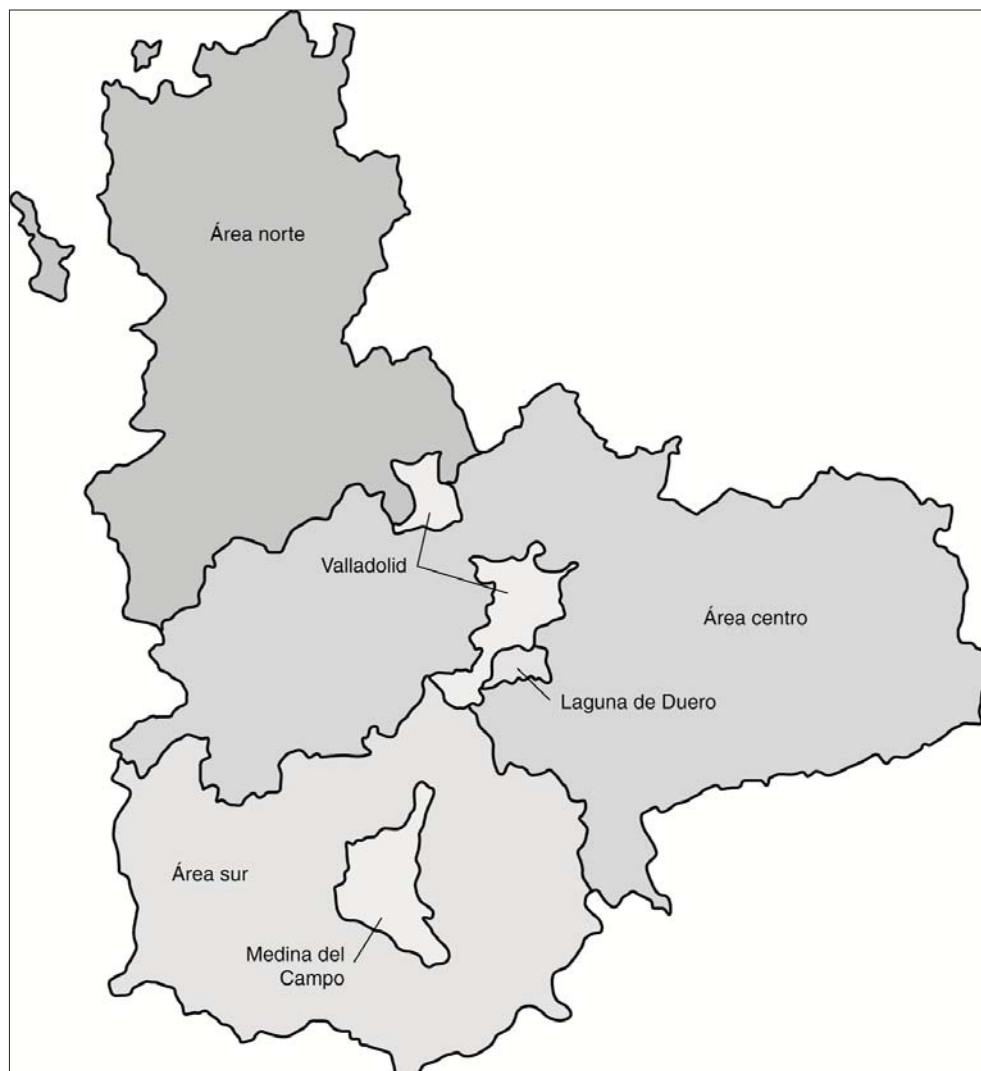 Área norte
Valladolid
Área centro
Laguna de Duero
Área sur
Medina del
Campo